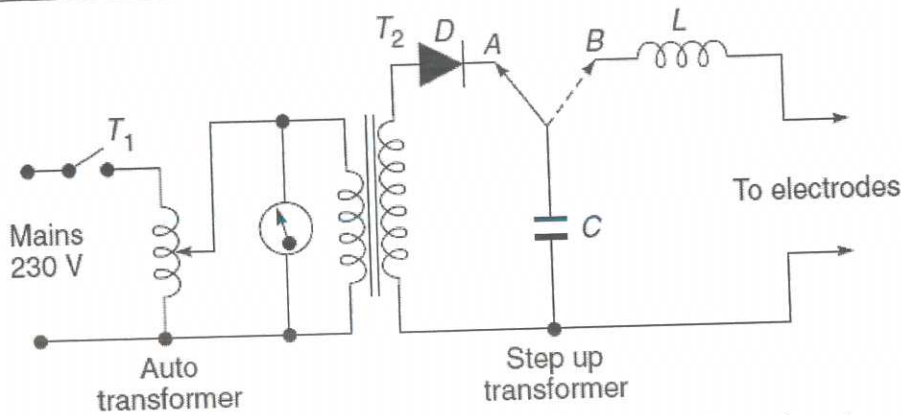 T2 D A B L
T1
Mains
230 V
To electrodes
C
Auto
transformer
Step up
transformer